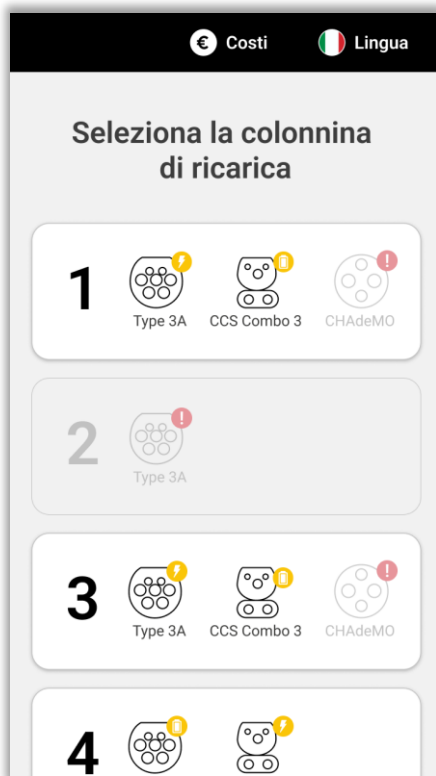 € Costi Lingua
Seleziona la colonnina
di ricarica
1
Type 3A CCS Combo 3 CHAdeMO
2
Type 3A
3
Type 3A CCS Combo 3 CHAdeMO
4